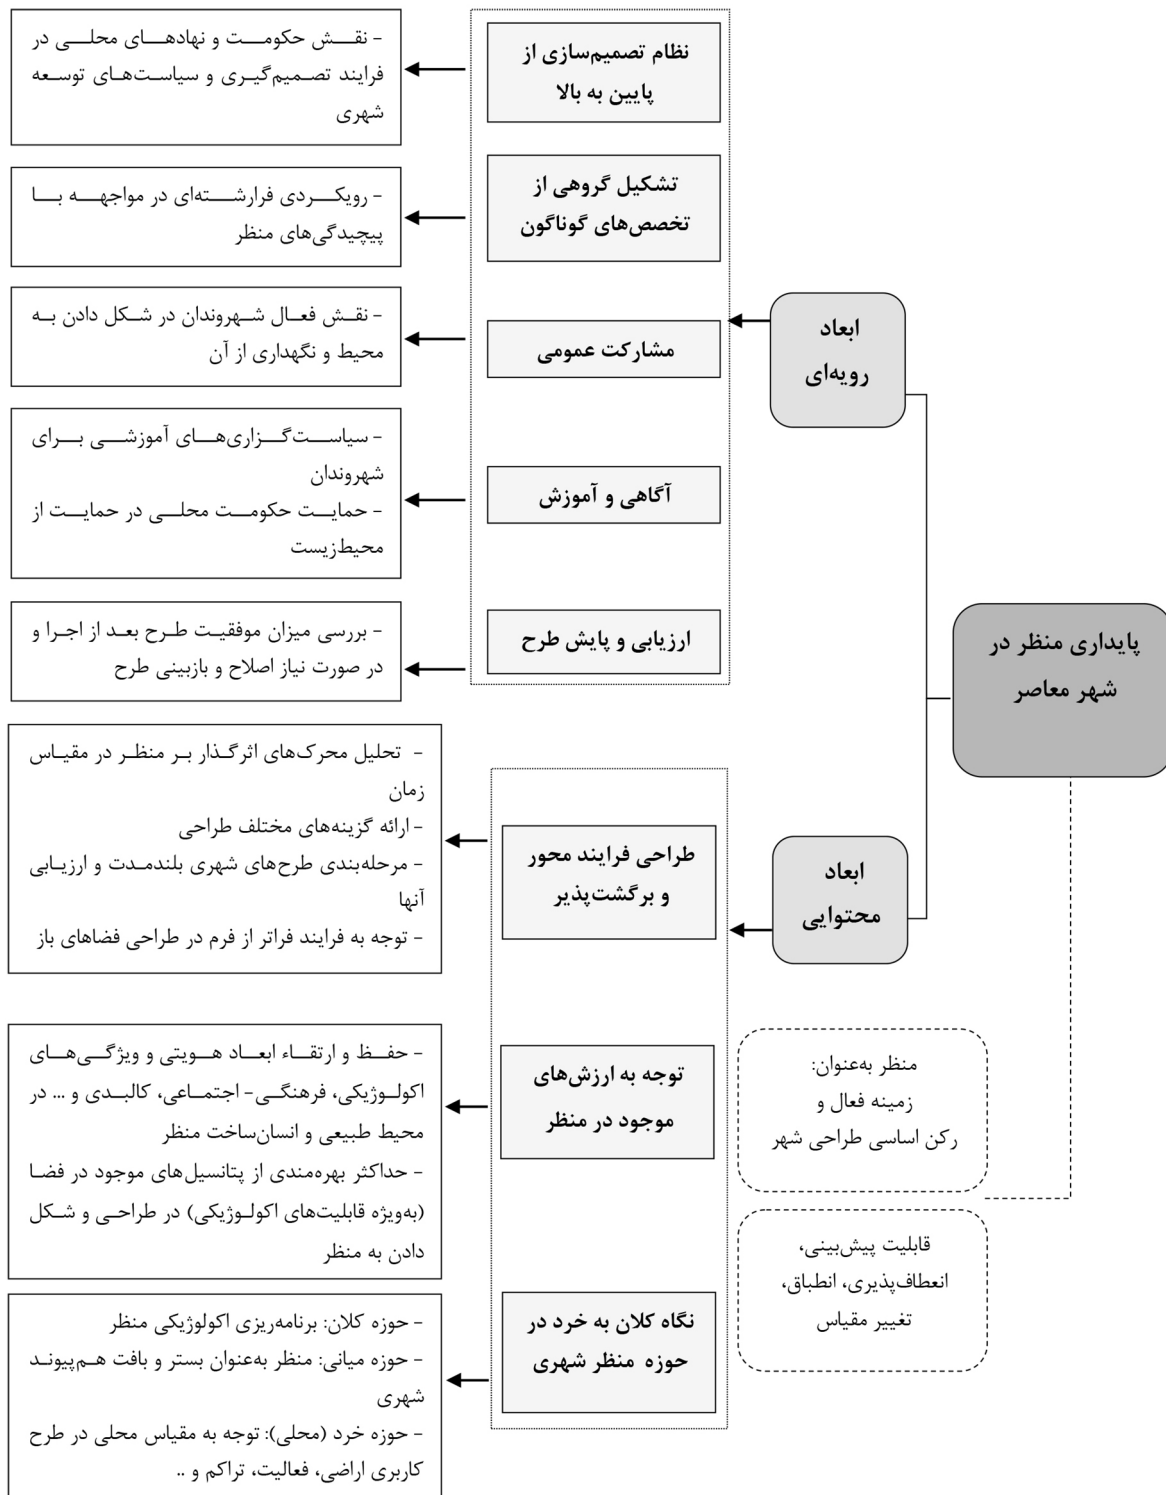 پایداری منظر در
شهر معاصر
ابعاد
رویه‌ای
نظام تصمیم‌سازی از
پایین به بالا
- نقش حکومت و نهادهای محلی در
فرایند تصمیم‌گیری و سیاست‌های توسعه
شهری
تشکیل گروهی از
تخصص‌های گوناگون
- رویکردی فرارشته‌ای در مواجهه با
پیچیدگی‌های منظر
مشارکت عمومی
- نقش فعال شهروندان در شکل دادن به
محیط و نگهداری از آن
آگاهی و آموزش
- سیاست‌گزاری‌های آموزشی برای
شهروندان
- حمایت حکومت محلی در حمایت از
محیط‌زیست
ارزیابی و پایش طرح
- بررسی میزان موفقیت طرح بعد از اجرا و
در صورت نیاز اصلاح و بازبینی طرح
ابعاد
محتوایی
طراحی فرایند محور
و برگشت‌پذیر
- تحلیل محرک‌های اثرگذار بر منظر در مقیاس
زمان
- ارائه گزینه‌های مختلف طراحی
- مرحله‌بندی طرح‌های شهری بلندمدت و ارزیابی
آنها
- توجه به فرایند فراتر از فرم در طراحی فضاهای باز
توجه به ارزش‌های
موجود در منظر
- حفظ و ارتقاء ابعاد هویتی و ویژگی‌های
اکولوژیکی، فرهنگی- اجتماعی، کالبدی و ... در
محیط طبیعی و انسان‌ساخت منظر
- حداکثر بهره‌مندی از پتانسیل‌های موجود در فضا
(به‌ویژه قابلیت‌های اکولوژیکی) در طراحی و شکل
دادن به منظر
نگاه کلان به خرد در
حوزه منظر شهری
- حوزه کلان: برنامه‌ریزی اکولوژیکی منظر
- حوزه میانی: منظر به‌عنوان بستر و بافت هم‌پیوند
شهری
- حوزه خرد (محلی): توجه به مقیاس محلی در طرح
کاربری اراضی، فعالیت، تراکم و ..
منظر به‌عنوان:
زمینه فعال و
رکن اساسی طراحی شهر
قابلیت پیش‌بینی،
انعطاف‌پذیری، انطباق،
تغییر مقیاس